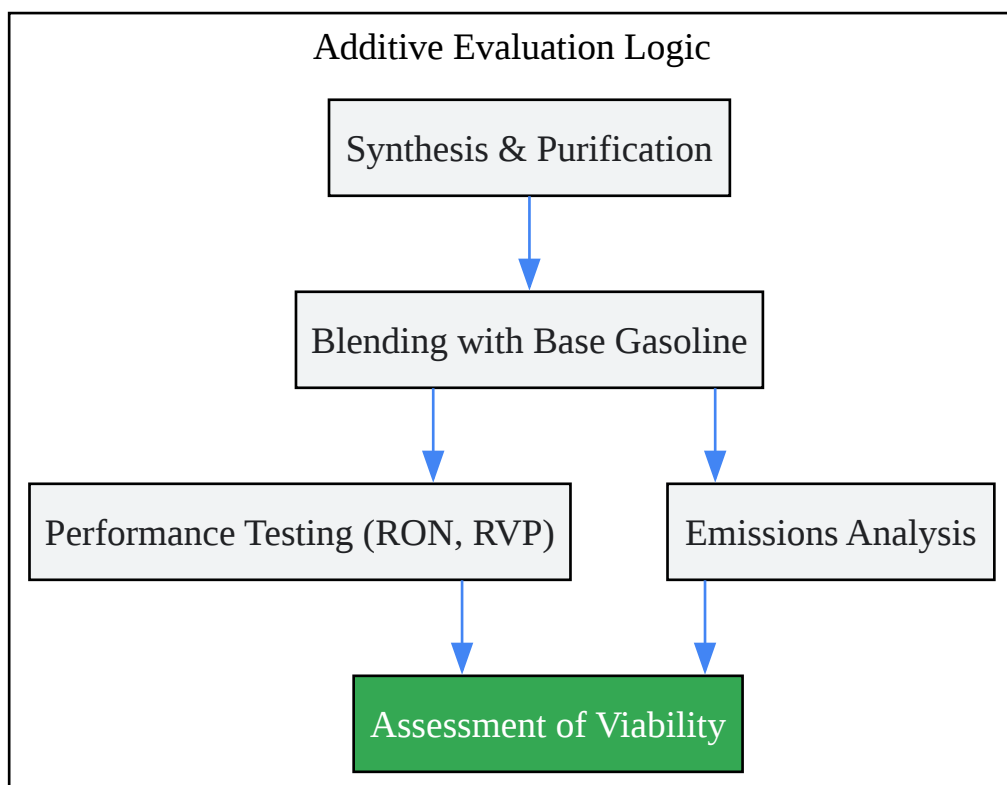 Additive Evaluation Logic
Synthesis & Purification
Blending with Base Gasoline
Performance Testing (RON, RVP)
Emissions Analysis
Assessment of Viability